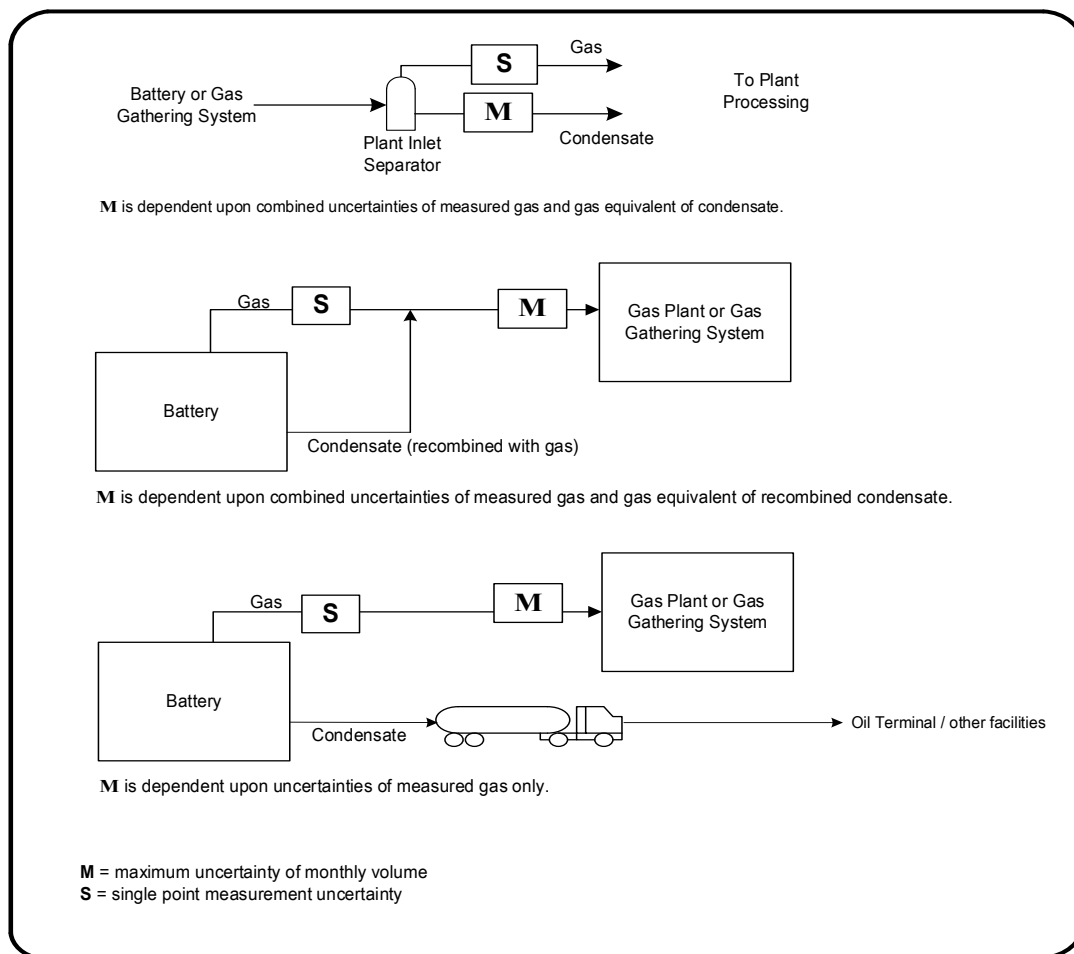 Gas
S
Battery or Gas
Gathering System
To Plant
Processing
M
Plant Inlet
Separator
Condensate
M is dependent upon combined uncertainties of measured gas and gas equivalent of condensate.
Gas
S
M
Gas Plant or Gas
Gathering System
Battery
Condensate (recombined with gas)
M is dependent upon combined uncertainties of measured gas and gas equivalent of recombined condensate.
Gas
S
M
Gas Plant or Gas
Gathering System
Battery
Condensate
Oil Terminal / other facilities
M is dependent upon uncertainties of measured gas only.
M = maximum uncertainty of monthly volume
S = single point measurement uncertainty